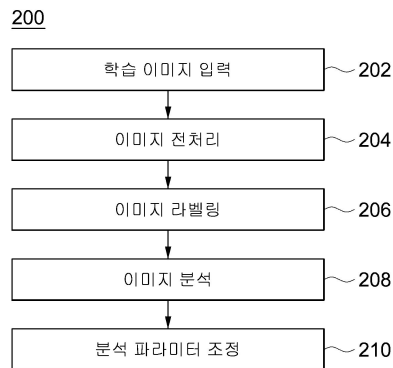 200
학습 이미지 입력 202
이미지 전처리 204
이미지 라벨링 206
이미지 분석 208
분석 파라미터 조정 210